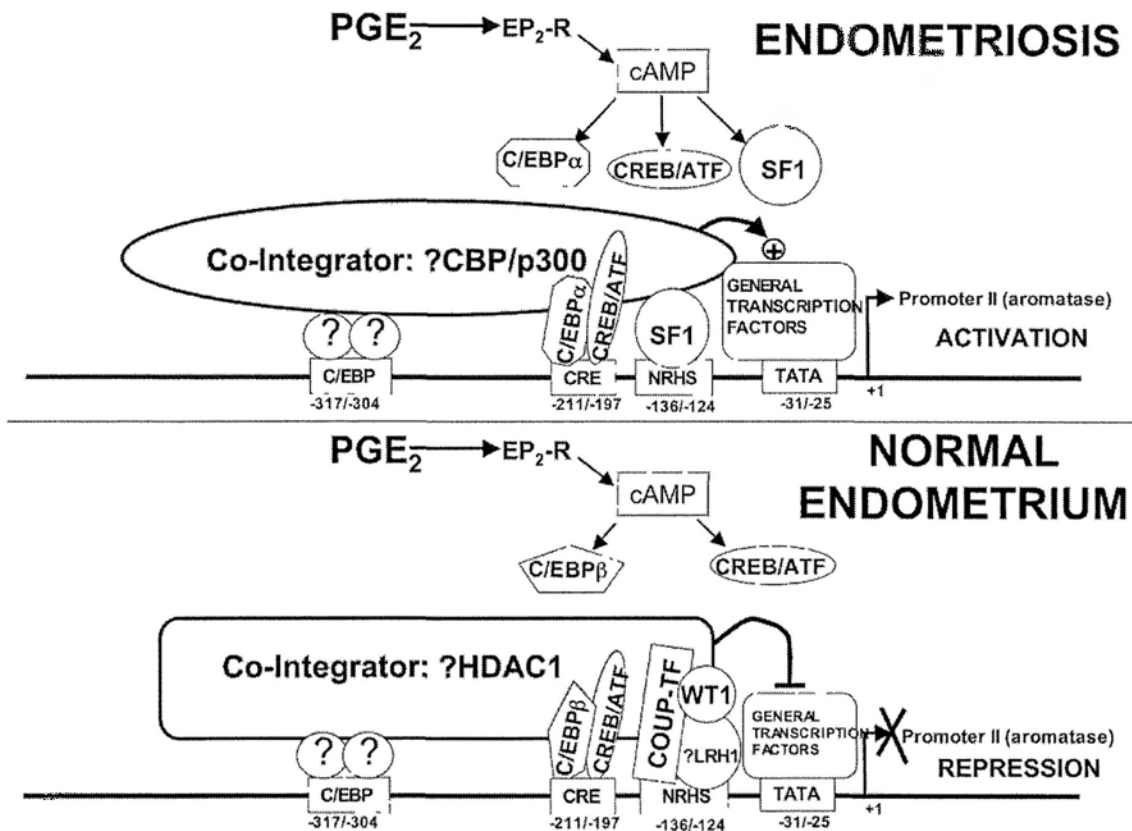 PGE₂ EP₂-R ENDOMETRIOSIS
cAMP
C/EBPα CREB/ATF SF1
Co-Integrator: ?CBP/p300 +
C/EBPα CREB/ATF SF1 GENERAL
TRANSCRIPTION
FACTORS
Promoter II (aromatase)
ACTIVATION
? ?
C/EBP CRE NRHS TATA +1
-317/-304 -211/-197 -136/-124 -31/-25
PGE₂ EP₂-R NORMAL
ENDOMETRIUM
cAMP
C/EBPβ CREB/ATF
Co-Integrator: ?HDAC1
C/EBPβ CREB/ATF COUP-TF WT1 ?LRH1
GENERAL
TRANSCRIPTION
FACTORS
Promoter II (aromatase)
REPRESSION
? ?
C/EBP CRE NRHS TATA +1
-317/-304 -211/-197 -136/-124 -31/-25